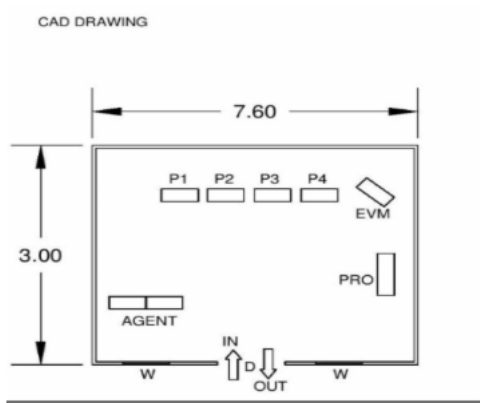 CAD DRAWING
7.60
P1 P2 P3 P4
EVM
3.00
PRO
AGENT
IN
D
W W
OUT